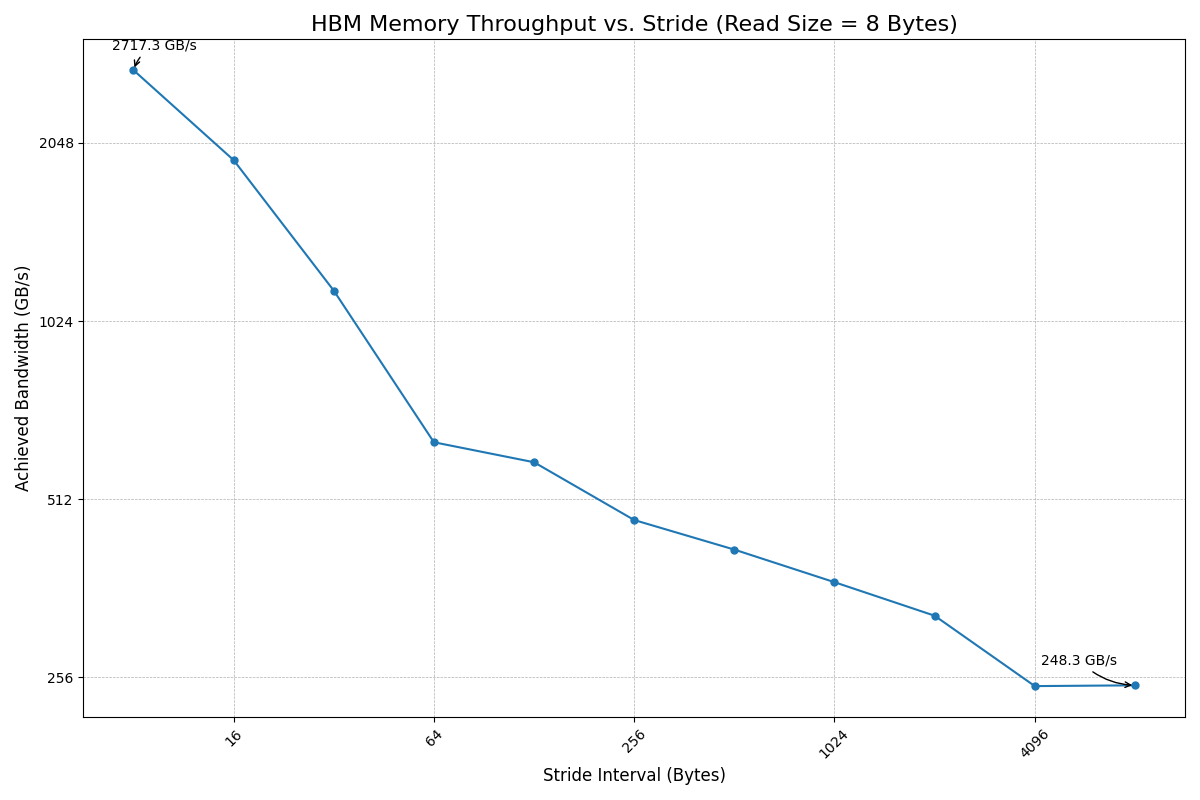 HBM Memory Throughput vs. Stride (Read Size = 8 Bytes)
2717.3 GB/s
2048
1024
512
256
Achieved Bandwidth (GB/s)
248.3 GB/s
16
64
256
1024
4096
Stride Interval (Bytes)